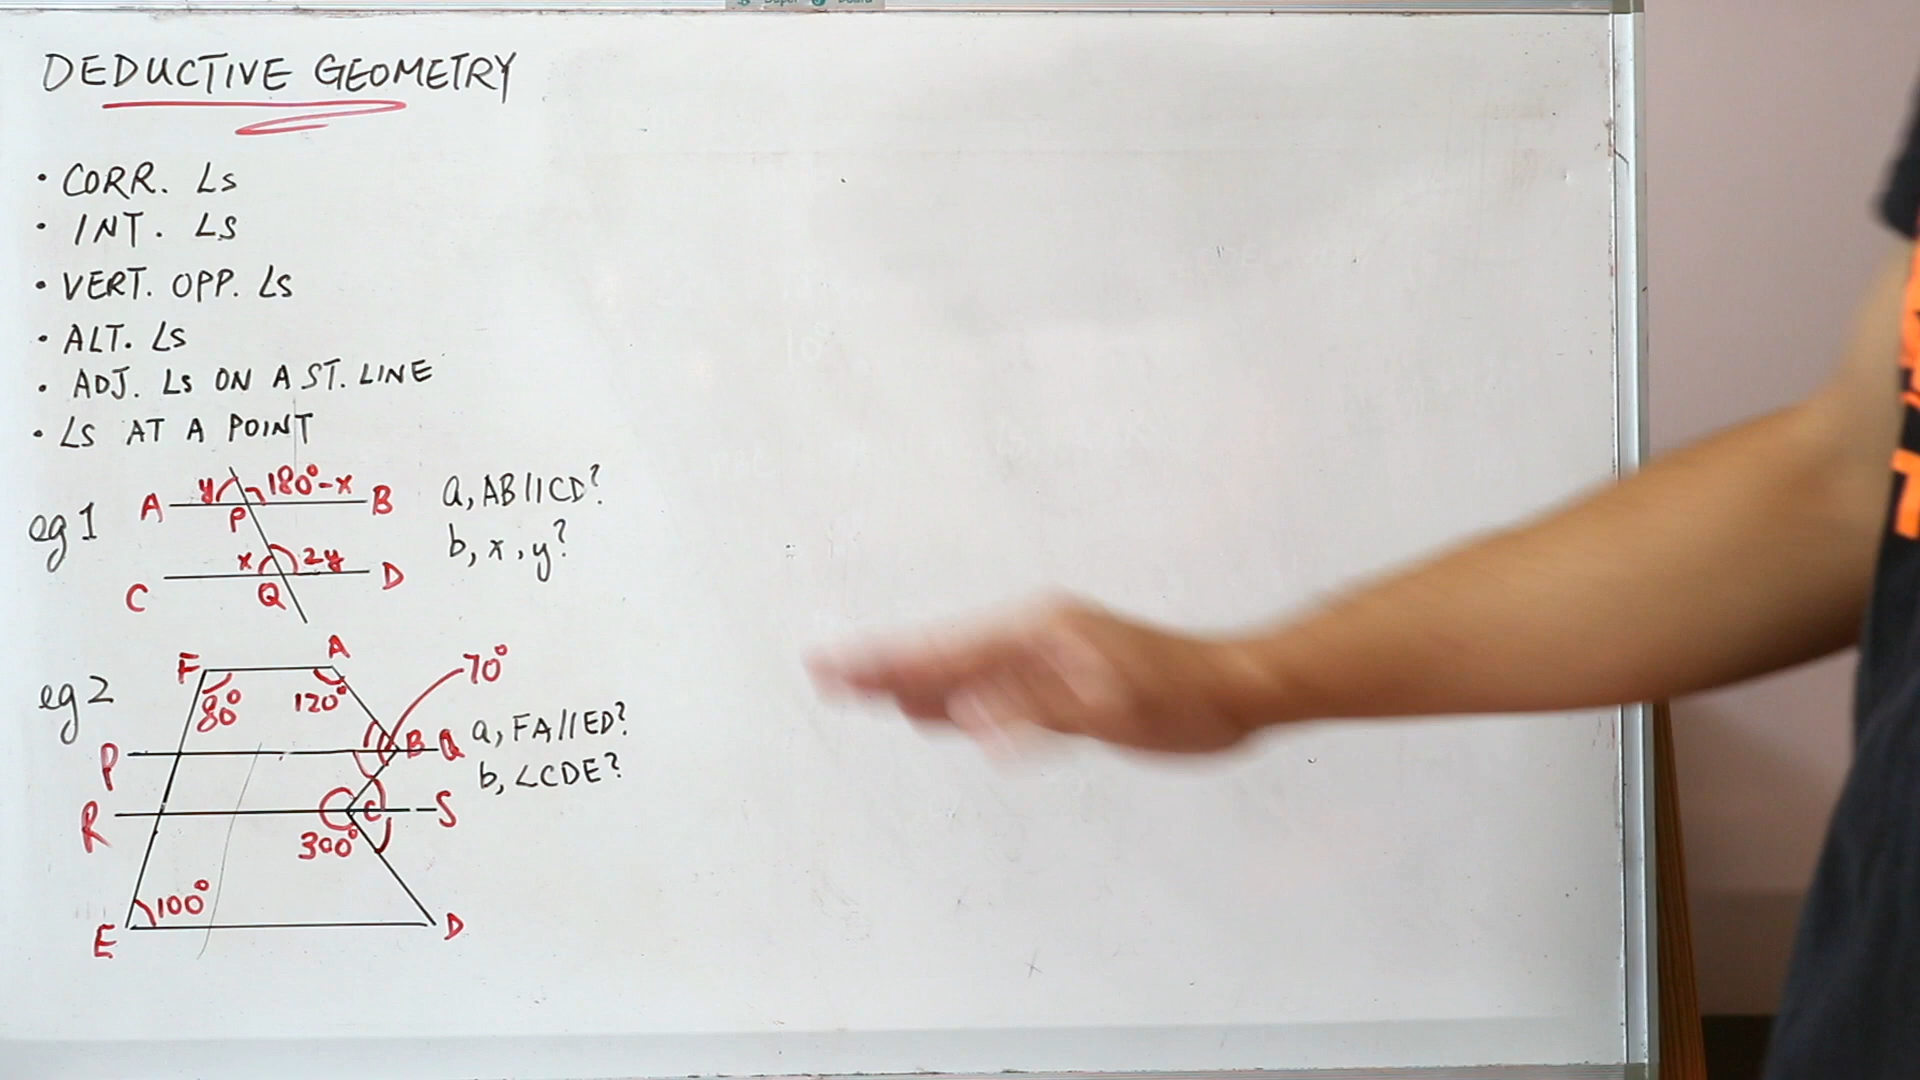 DEDUCTIVE GEOMETRY
• CORR. ∠s
• INT. ∠s
• VERT. OPP. ∠s
• ALT. ∠s
• ADJ. ∠s ON A ST. LINE
• ∠s AT A POINT
eg 1
A y 180°-x B
P
x 2y
C Q D
a, AB//CD?
b, x, y?
eg 2
F A 70°
80° 120°
P B Q
R C S
300°
100°
E D
a, FA//ED?
b, ∠CDE?